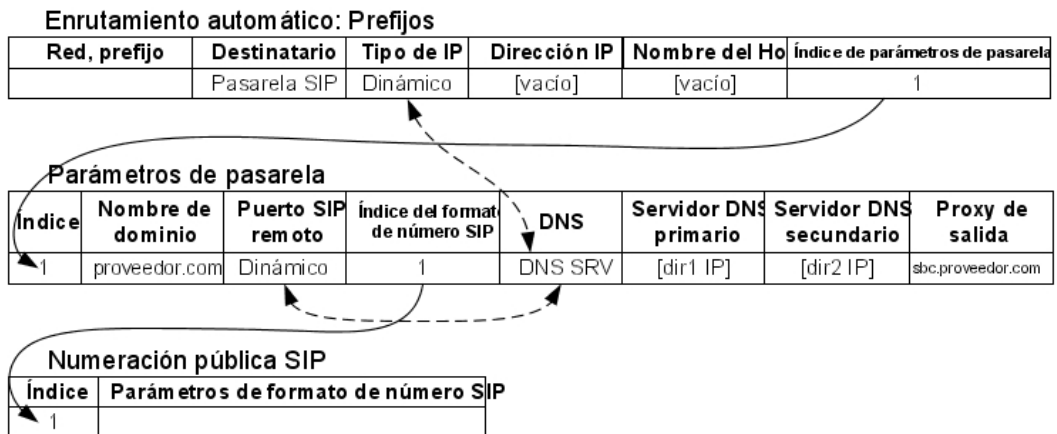 Enrutamiento automático: Prefijos
Red, prefijo Destinatario Tipo de IP Dirección IP Nombre del Ho Índice de parámetros de pasarela
Pasarela SIP Dinámico [vacío] [vacío] 1
Parámetros de pasarela
Índice Nombre de dominio Puerto SIP remoto Índice del formato de número SIP DNS Servidor DNS primario Servidor DNS secundario Proxy de salida
1 proveedor.com Dinámico 1 DNS SRV [dir1 IP] [dir2 IP] sbc.proveedor.com
Numeración pública SIP
Índice Parámetros de formato de número SIP
1